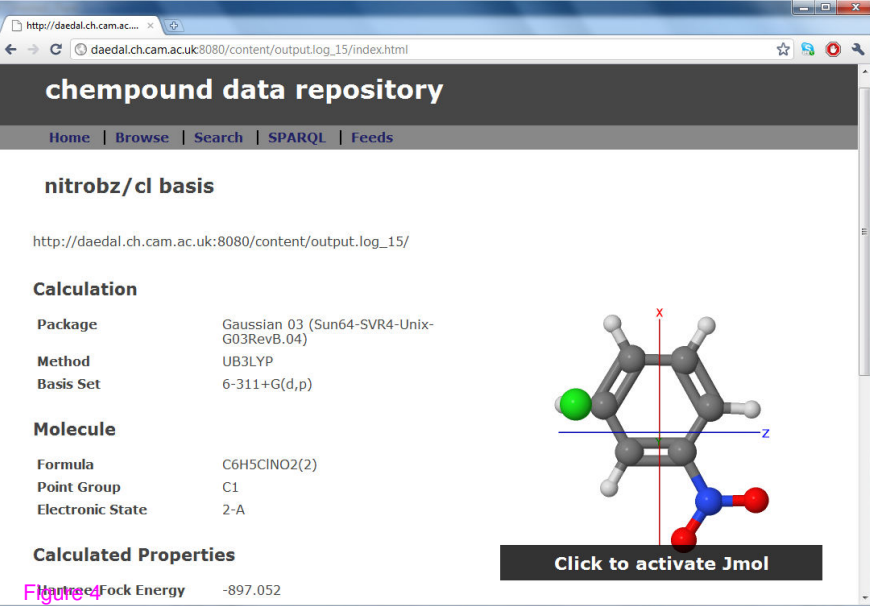 http://daedal.ch.cam.ac....
daedal.ch.cam.ac.uk:8080/content/output.log_15/index.html
chempound data repository
Home | Browse | Search | SPARQL | Feeds
nitrobz/cl basis
http://daedal.ch.cam.ac.uk:8080/content/output.log_15/
Calculation
Package Gaussian 03 (Sun64-SVR4-Unix-
G03RevB.04)
Method UB3LYP
Basis Set 6-311+G(d,p)
Molecule
Formula C6H5ClNO2(2)
Point Group C1
Electronic State 2-A
Calculated Properties
Hartree-Fock Energy -897.052
X
Y
Z
Click to activate Jmol
Figure 4